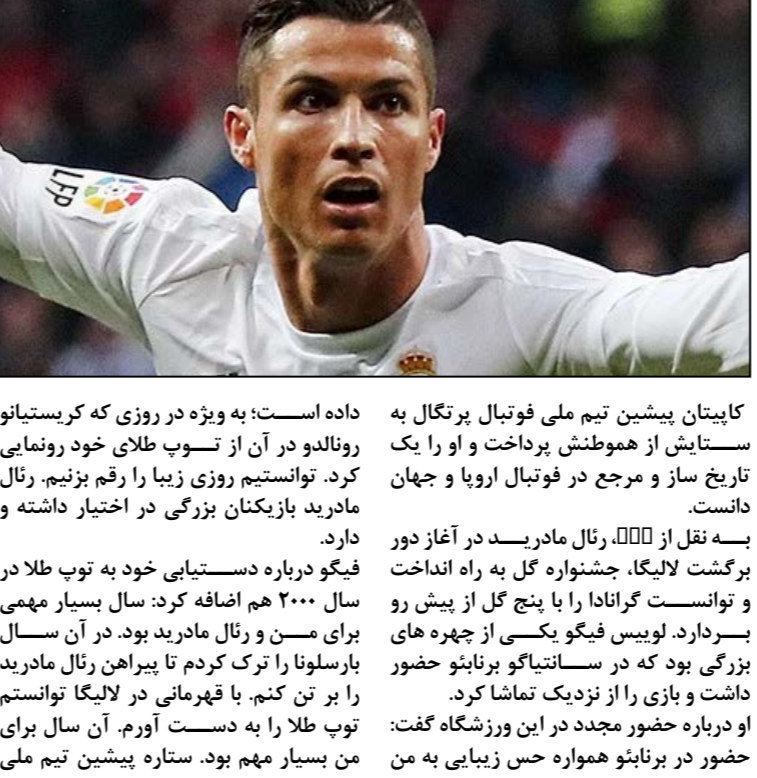 LFP
کاپیتان پیشین تیم ملی فوتبال پرتگال به
ستایش از هموطنش پرداخت و او را یک
تاریخ ساز و مرجع در فوتبال اروپا و جهان
دانست.
به نقل از □□□، رئال مادرید در آغاز دور
برگشت لالیگا، جشنواره گل به راه انداخت
و توانست گرانادا را با پنج گل از پیش رو
بردارد. لوییس فیگو یکی از چهره های
بزرگی بود که در سانتیاگو برنابئو حضور
داشت و بازی را از نزدیک تماشا کرد.
او درباره حضور مجدد در این ورزشگاه گفت:
حضور در برنابئو همواره حس زیبایی به من
داده است؛ به ویژه در روزی که کریستیانو
رونالدو در آن از توپ طلای خود رونمایی
کرد. توانستیم روزی زیبا را رقم بزنیم. رئال
مادرید بازیکنان بزرگی در اختیار داشته و
دارد.
فیگو درباره دستیابی خود به توپ طلا در
سال ۲۰۰۰ هم اضافه کرد: سال بسیار مهمی
برای من و رئال مادرید بود. در آن سال
بارسلونا را ترک کردم تا پیراهن رئال مادرید
را بر تن کنم. با قهرمانی در لالیگا توانستم
توپ طلا را به دست آورم. آن سال برای
من بسیار مهم بود. ستاره پیشین تیم ملی